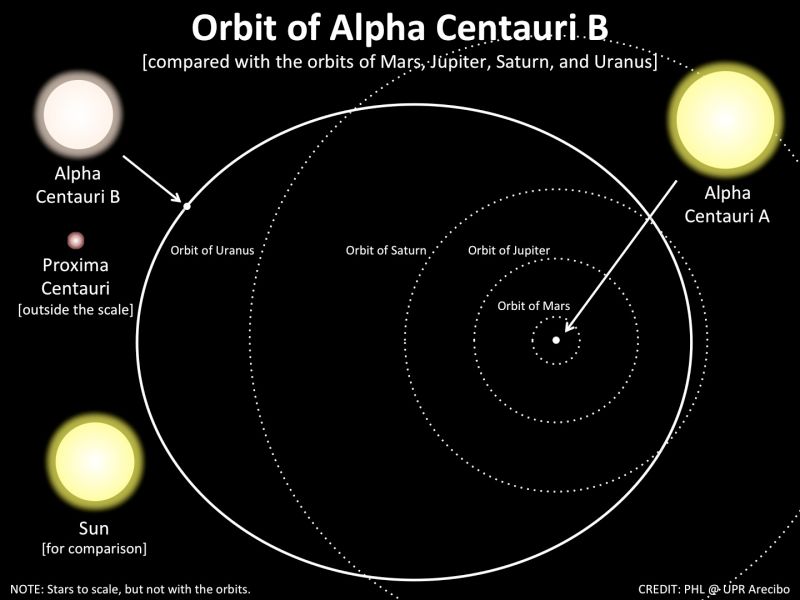 Orbit of Alpha Centauri B
[compared with the orbits of Mars, Jupiter, Saturn, and Uranus]
Alpha
Centauri B
Alpha
Centauri A
Proxima
Centauri
[outside the scale]
Orbit of Uranus
Orbit of Saturn
Orbit of Jupiter
Orbit of Mars
Sun
[for comparison]
NOTE: Stars to scale, but not with the orbits.
CREDIT: PHL @ UPR Arecibo